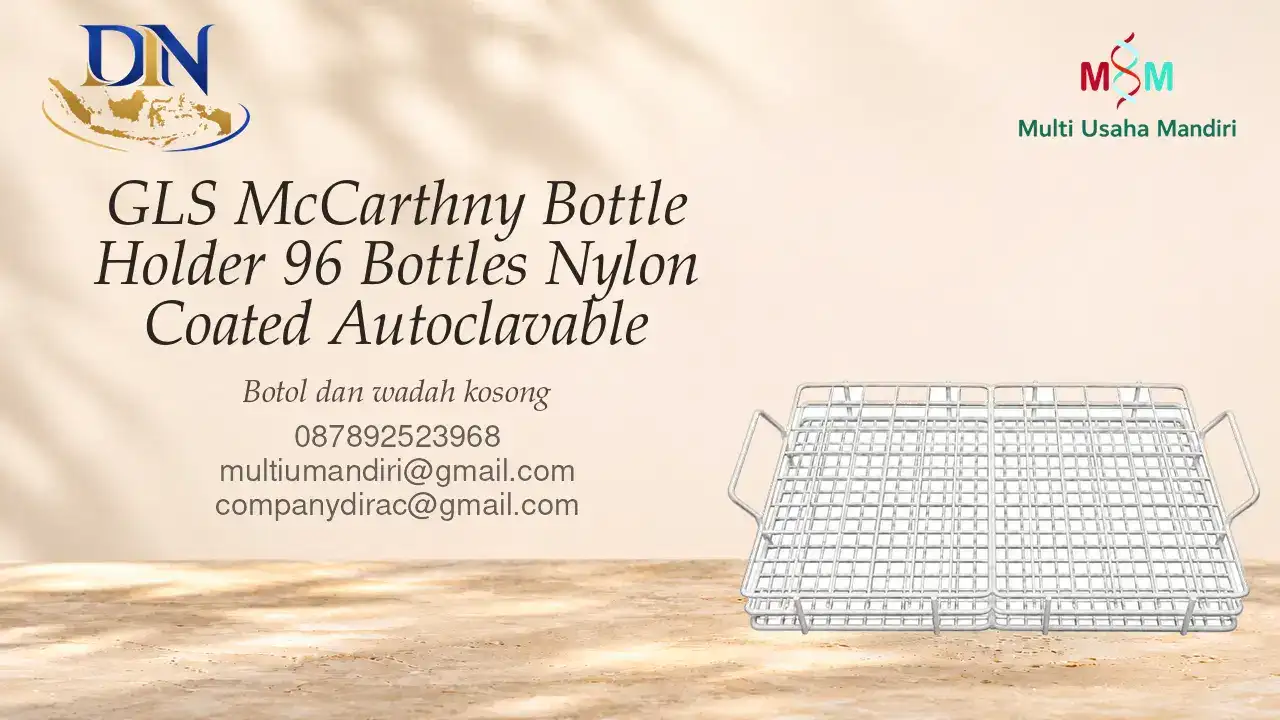 DIN
MSM
Multi Usaha Mandiri
GLS McCarthny Bottle
Holder 96 Bottles Nylon
Coated Autoclavable
Botol dan wadah kosong
087892523968
multiumandiri@gmail.com
companydirac@gmail.com